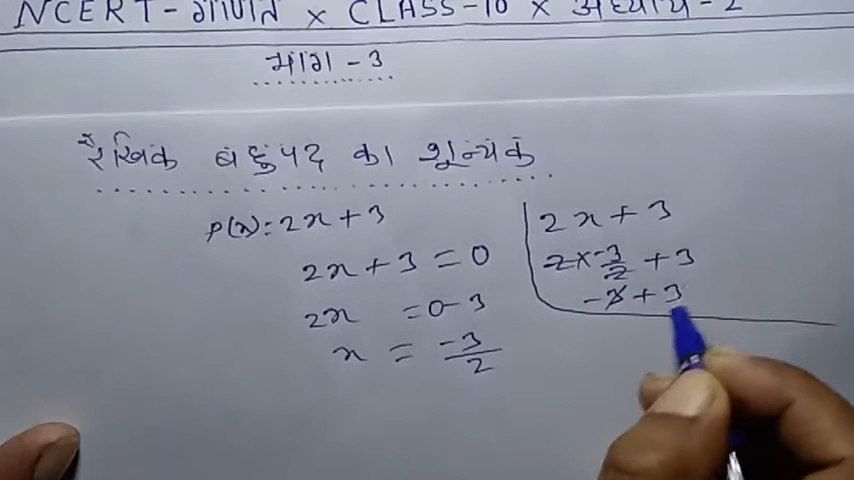 NCERT - गणित × CLASS-10 × अध्याय - 2
भाग - 3
रैखिक बहुपद का शून्यक
P(x): 2x + 3
2x + 3 = 0
2x = 0 - 3
x = -3/2
2x + 3
2 × -3/2 + 3
-3 + 3